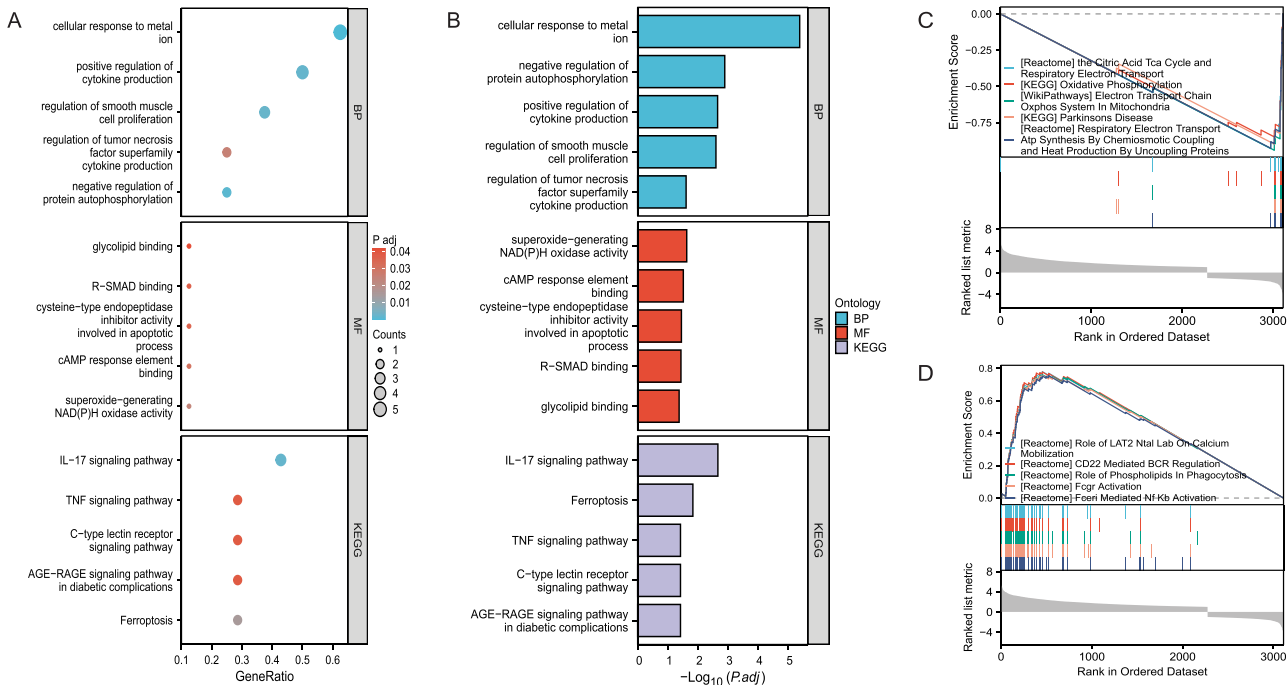 A
cellular response to metal
ion
positive regulation of
cytokine production
regulation of smooth muscle
cell proliferation
regulation of tumor necrosis
factor superfamily
cytokine production
negative regulation of
protein autophosphorylation
BP
glycolipid binding
R−SMAD binding
cysteine−type endopeptidase
inhibitor activity
involved in apoptotic
process
cAMP response element
binding
superoxide−generating
NAD(P)H oxidase activity
MF
IL−17 signaling pathway
TNF signaling pathway
C−type lectin receptor
signaling pathway
AGE−RAGE signaling pathway
in diabetic complications
Ferroptosis
KEGG
0.1 0.2 0.3 0.4 0.5 0.6
GeneRatio
P adj
0.04
0.03
0.02
0.01
Counts
1
2
3
4
5
B
cellular response to metal
ion
negative regulation of
protein autophosphorylation
positive regulation of
cytokine production
regulation of smooth muscle
cell proliferation
regulation of tumor necrosis
factor superfamily
cytokine production
BP
superoxide−generating
NAD(P)H oxidase activity
cAMP response element
binding
cysteine−type endopeptidase
inhibitor activity
involved in apoptotic
process
R−SMAD binding
glycolipid binding
MF
IL−17 signaling pathway
Ferroptosis
TNF signaling pathway
C−type lectin receptor
signaling pathway
AGE−RAGE signaling pathway
in diabetic complications
KEGG
0 1 2 3 4 5
−Log10 (P.adj)
Ontology
BP
MF
KEGG
C
0.00
−0.25
−0.50
−0.75
Enrichment Score
[Reactome] the Citric Acid Tca Cycle and
Respiratory Electron Transport
[KEGG] Oxidative Phosphorylation
[WikiPathways] Electron Transport Chain
Oxphos System In Mitochondria
[KEGG] Parkinsons Disease
[Reactome] Respiratory Electron Transport
Atp Synthesis By Chemiosmotic Coupling
and Heat Production By Uncoupling Proteins
8
4
0
−4
Ranked list metric
0 1000 2000 3000
Rank in Ordered Dataset
D
0.8
0.6
0.4
0.2
0.0
Enrichment Score
[Reactome] Role of LAT2 Ntal Lab On Calcium
Mobilization
[Reactome] CD22 Mediated BCR Regulation
[Reactome] Role of Phospholipids In Phagocytosis
[Reactome] Fcgr Activation
[Reactome] Fceri Mediated Nf-Kb Activation
8
4
0
−4
Ranked list metric
0 1000 2000 3000
Rank in Ordered Dataset